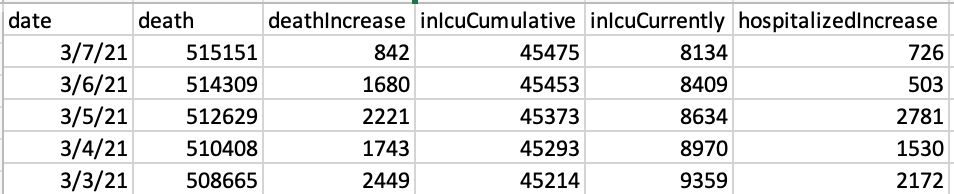 date death deathIncrease inIcuCumulative inIcuCurrently hospitalizedIncrease
3/7/21 515151 842 45475 8134 726
3/6/21 514309 1680 45453 8409 503
3/5/21 512629 2221 45373 8634 2781
3/4/21 510408 1743 45293 8970 1530
3/3/21 508665 2449 45214 9359 2172